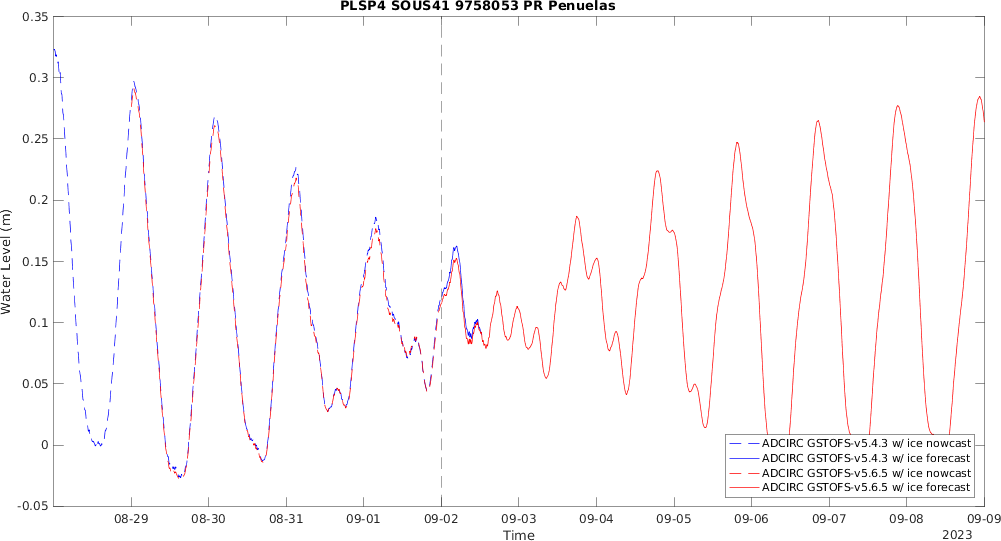 PLSP4 SOUS41 9758053 PR Penuelas
0.35
0.3
0.25
0.2
0.15
0.1
0.05
0
-0.05
Water Level (m)
ADCIRC GSTOFS-v5.4.3 w/ ice nowcast
ADCIRC GSTOFS-v5.4.3 w/ ice forecast
ADCIRC GSTOFS-v5.6.5 w/ ice nowcast
ADCIRC GSTOFS-v5.6.5 w/ ice forecast
08-29 08-30 08-31 09-01 09-02 09-03 09-04 09-05 09-06 09-07 09-08 09-09
Time
2023